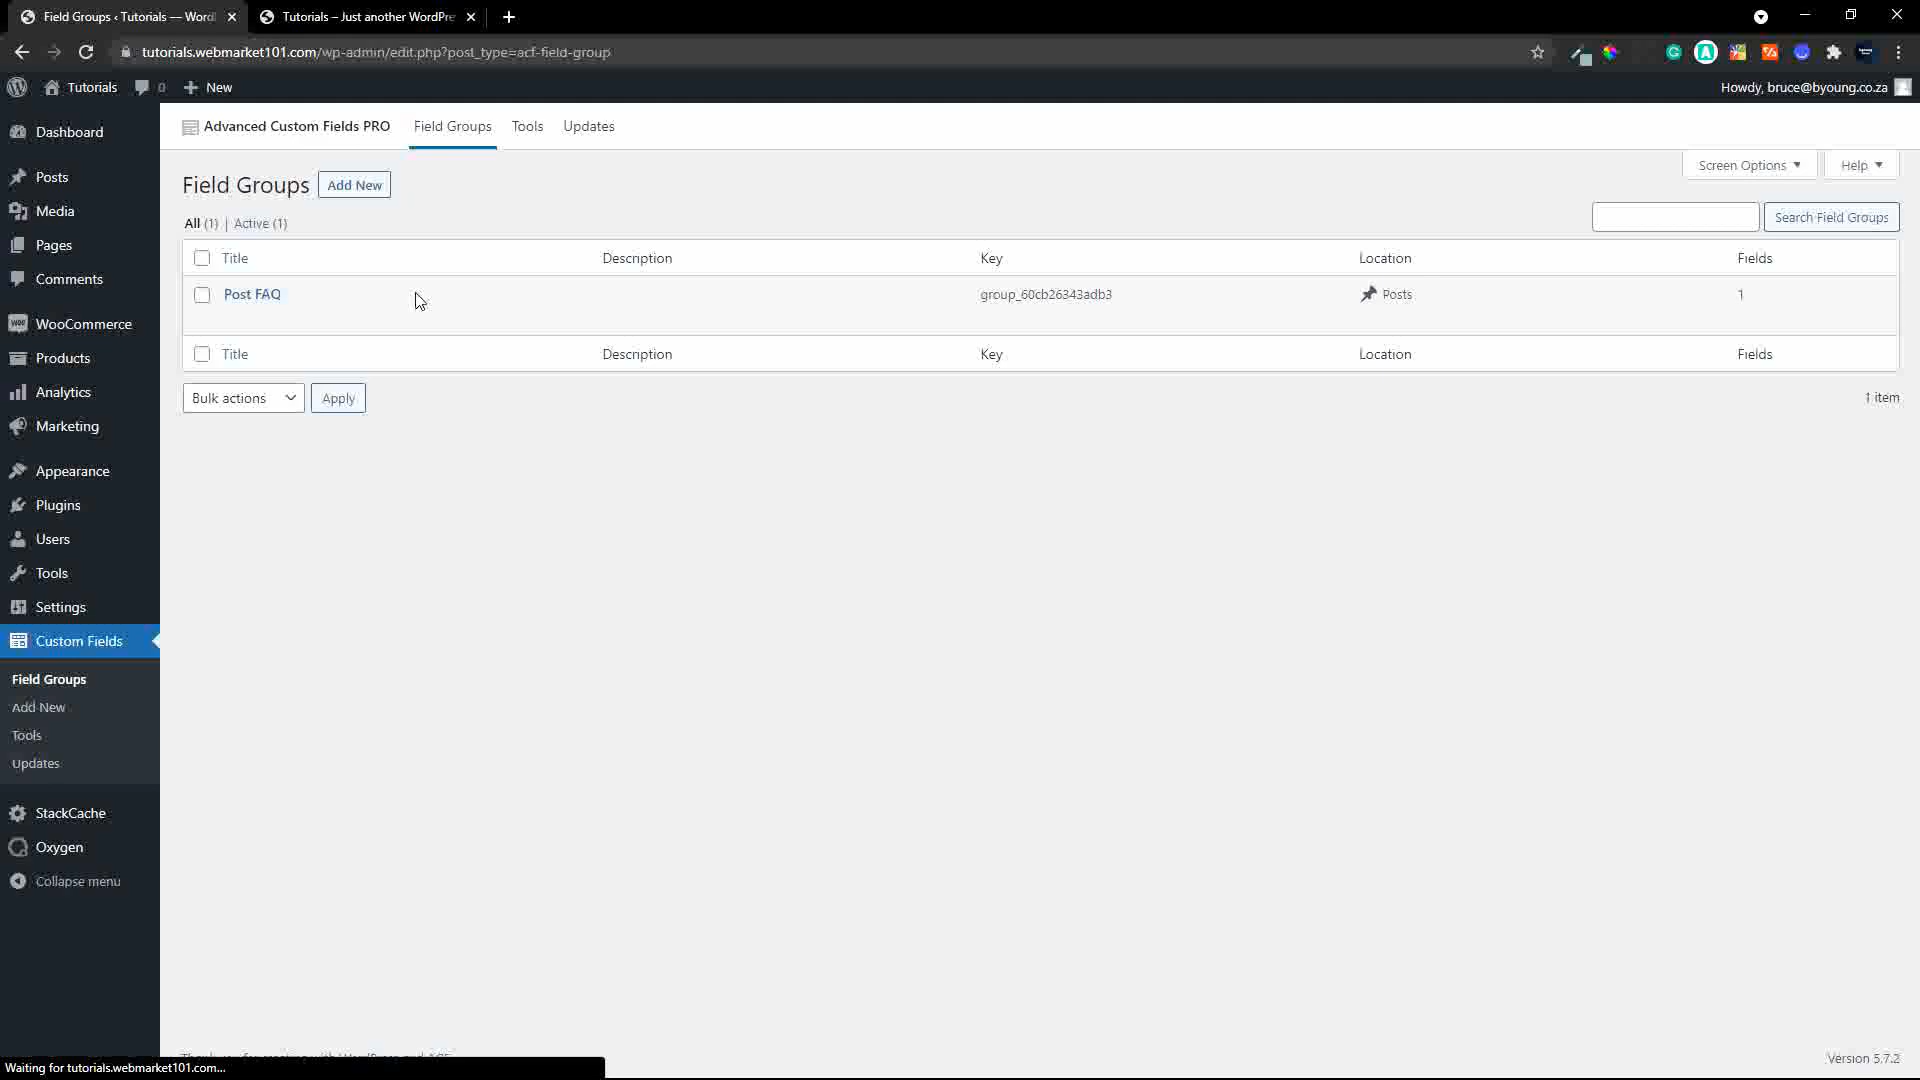 Field Groups ‹ Tutorials — Word
Tutorials – Just another WordPre
tutorials.webmarket101.com/wp-admin/edit.php?post_type=acf-field-group
Tutorials
0
New
Howdy, bruce@byoung.co.za
Dashboard
Posts
Media
Pages
Comments
WooCommerce
Products
Analytics
Marketing
Appearance
Plugins
Users
Tools
Settings
Custom Fields
Field Groups
Add New
Tools
Updates
StackCache
Oxygen
Collapse menu
Advanced Custom Fields PRO
Field Groups
Tools
Updates
Screen Options
Help
Field Groups
Add New
All (1) | Active (1)
Search Field Groups
Title Description Key Location Fields
Post FAQ group_60cb26343adb3 Posts 1
Title Description Key Location Fields
Bulk actions
Apply
1 item
Version 5.7.2
Waiting for tutorials.webmarket101.com...